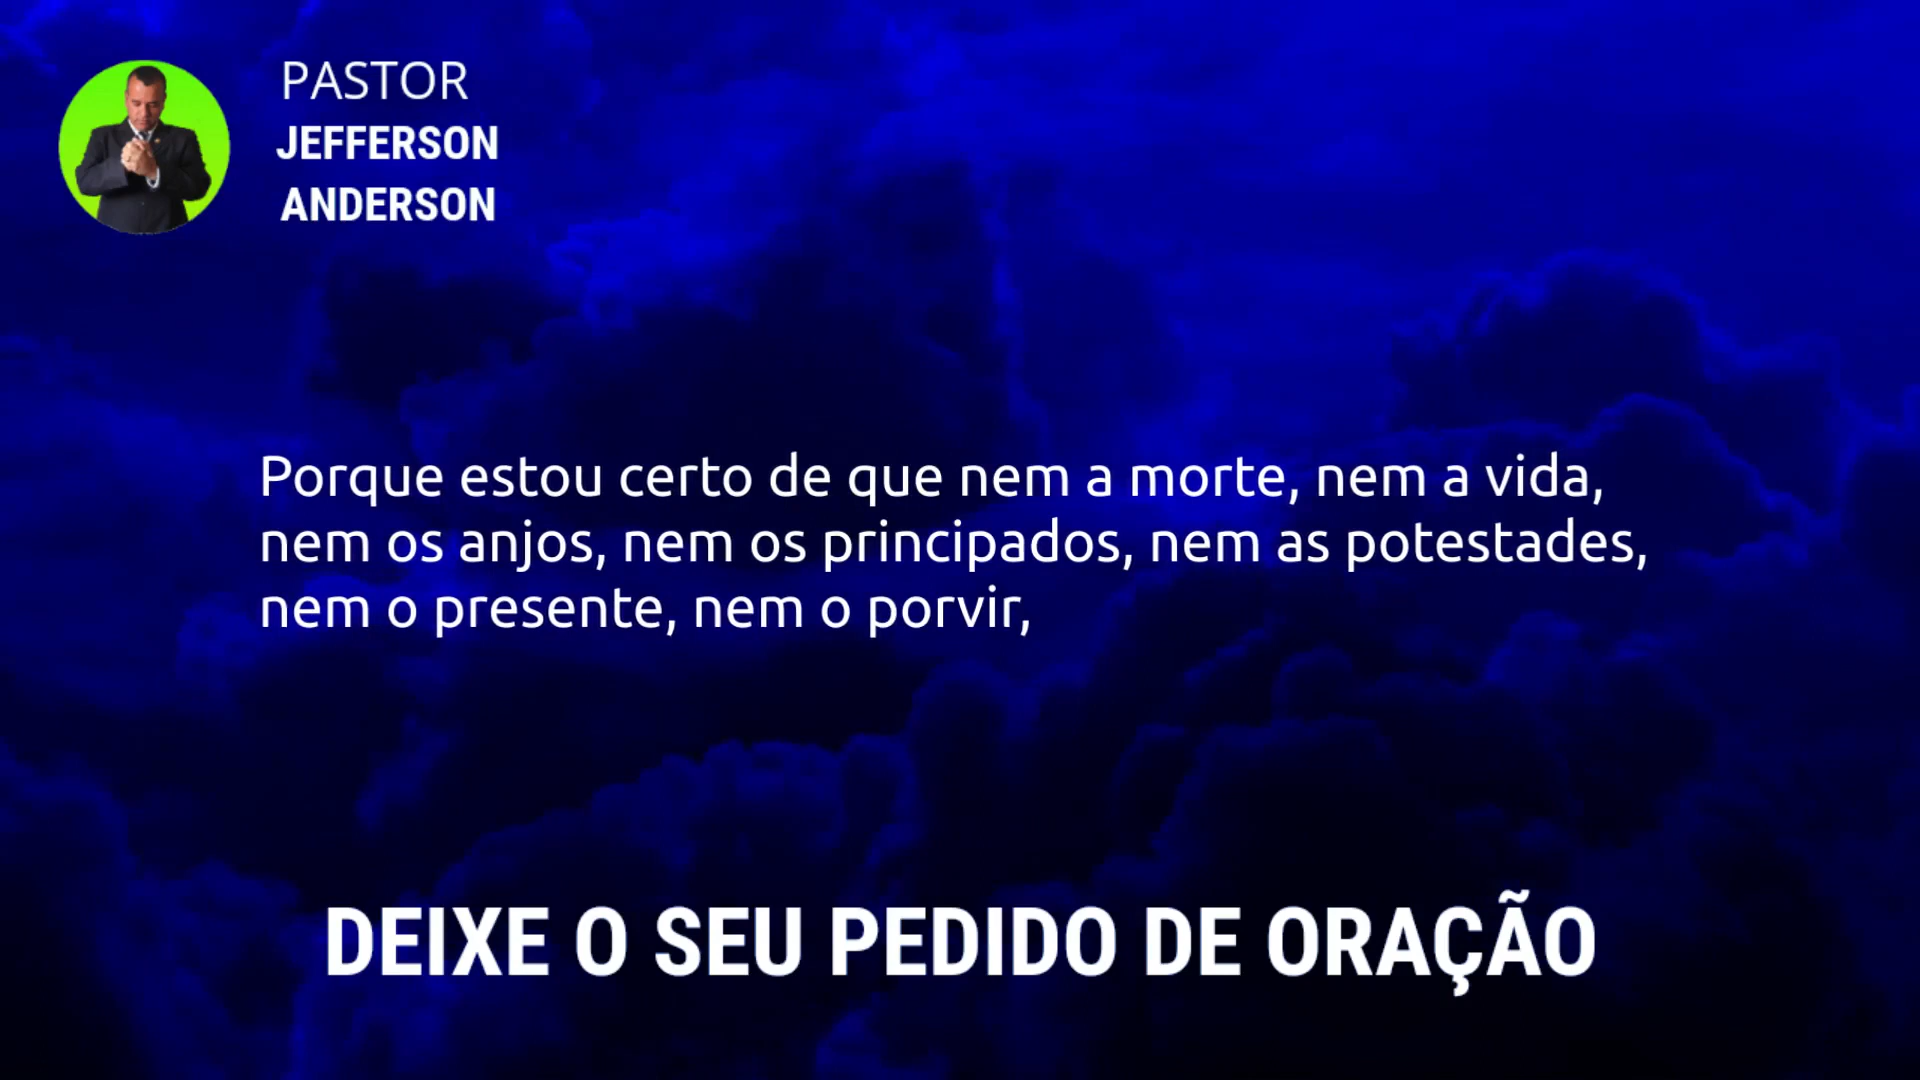 PASTOR
JEFFERSON
ANDERSON
Porque estou certo de que nem a morte, nem a vida,
nem os anjos, nem os principados, nem as potestades,
nem o presente, nem o porvir,
DEIXE O SEU PEDIDO DE ORAÇÃO